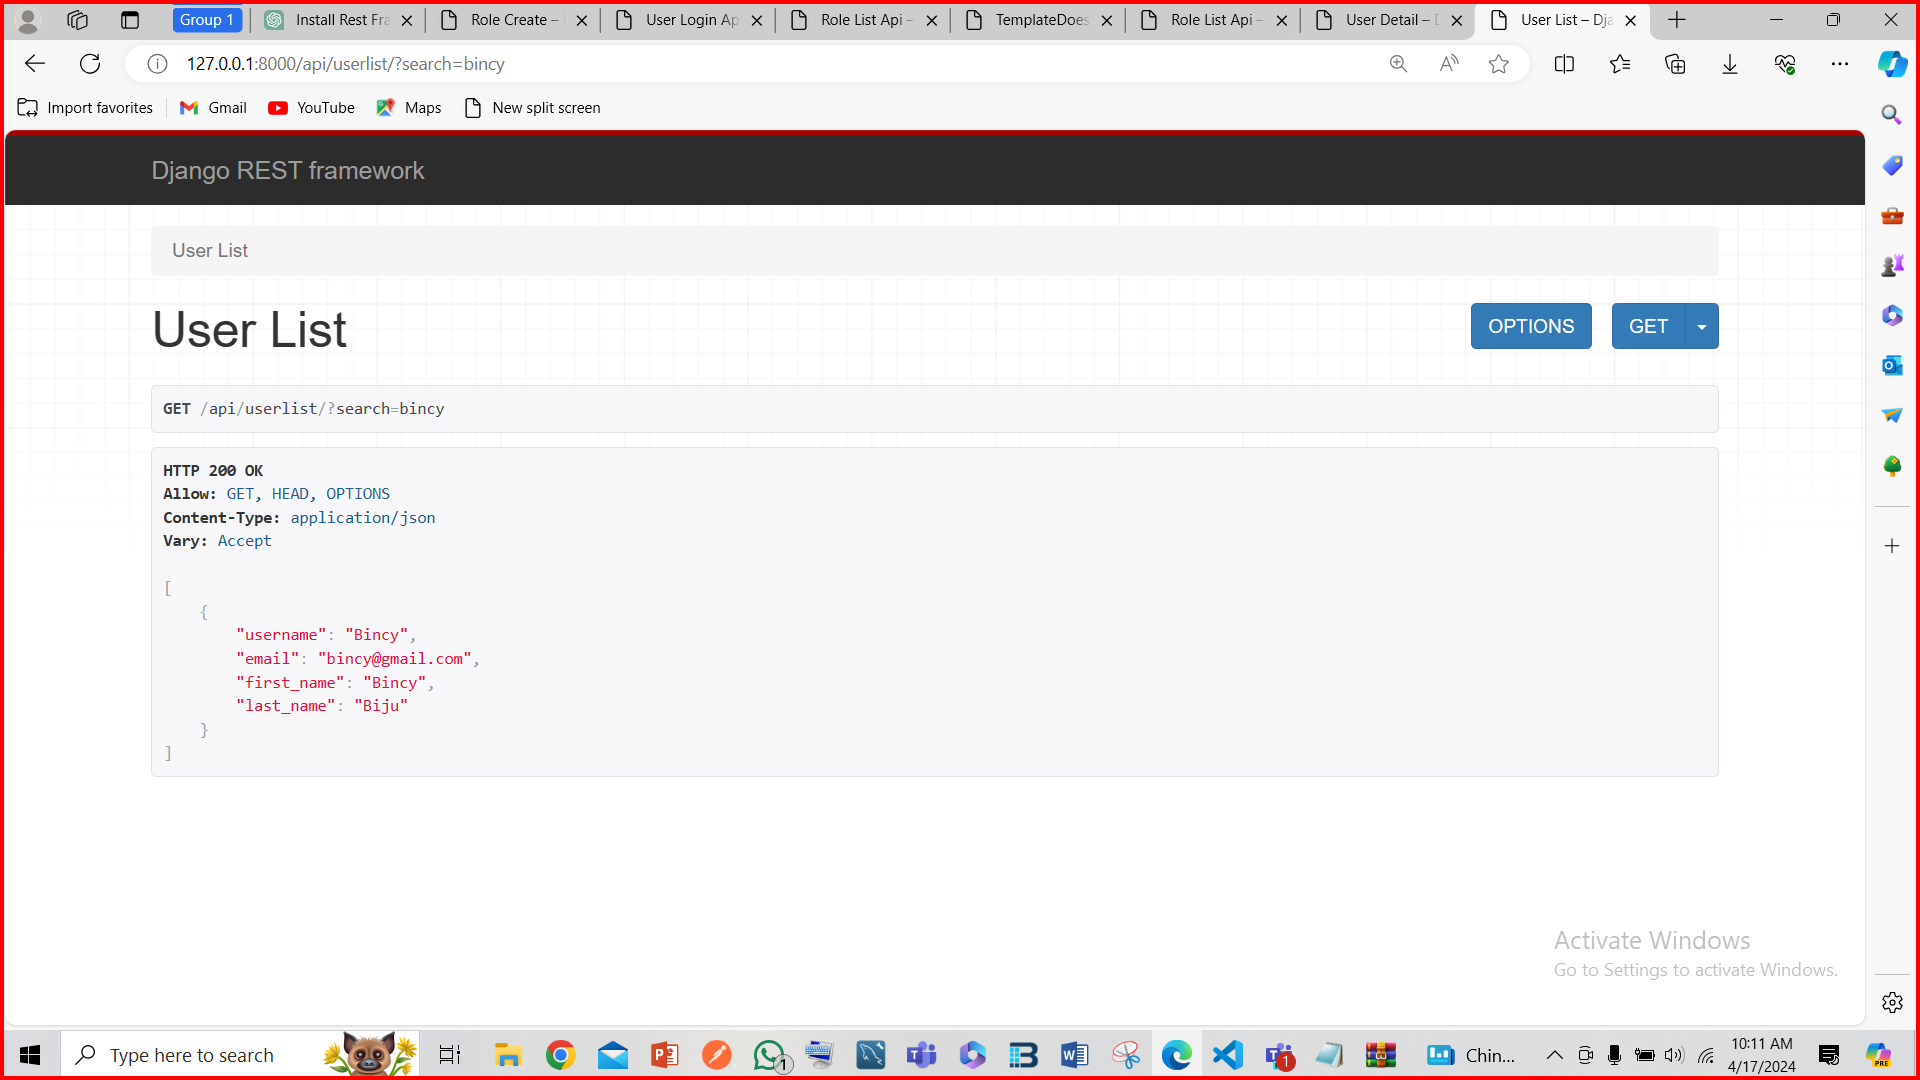 Group 1
Install Rest Fra
Role Create –
User Login Ap
Role List Api –
TemplateDoes
Role List Api –
User Detail – D
User List – Dja
127.0.0.1:8000/api/userlist/?search=bincy
Import favorites
Gmail
YouTube
Maps
New split screen
Django REST framework
User List
User List
OPTIONS
GET
GET /api/userlist/?search=bincy
HTTP 200 OK
Allow: GET, HEAD, OPTIONS
Content-Type: application/json
Vary: Accept
[
{
"username": "Bincy",
"email": "bincy@gmail.com",
"first_name": "Bincy",
"last_name": "Biju"
}
]
Activate Windows
Go to Settings to activate Windows.
Type here to search
1
1
Chin...
10:11 AM
4/17/2024
PRE